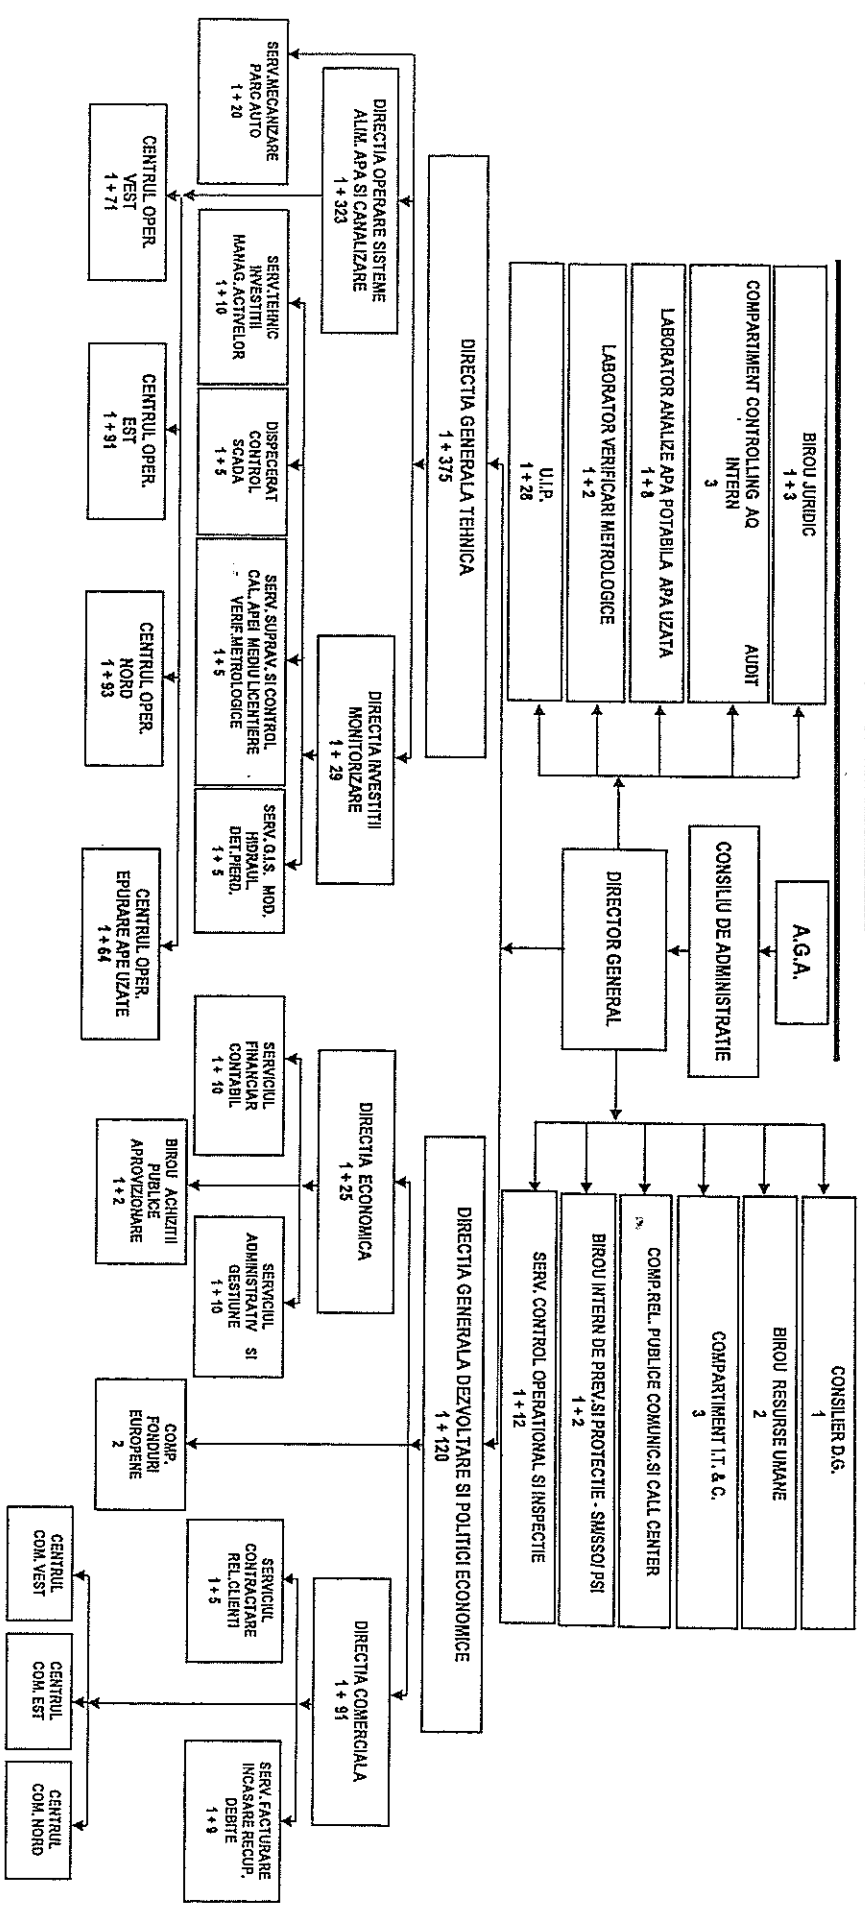 A.G.A.
CONSILIU DE ADMINISTRATIE
DIRECTOR GENERAL
BIROU JURIDIC
1 + 3
COMPARTIMENT CONTROLLING AQ AUDIT
INTERN
3
LABORATOR ANALIZE APA POTABILA APA UZATA
1 + 8
LABORATOR VERIFICARI METROLOGICE
1 + 2
U.I.P.
1 + 28
CONSILIER D.G.
1
BIROU RESURSE UMANE
2
COMPARTIMENT I.T. & C.
3
COMP.REL. PUBLICE COMUNIC.SI CALL CENTER
BIROU INTERN DE PREV.SI PROTECTIE - SM/SSO/ PSI
1 + 2
SERV. CONTROL OPERATIONAL SI INSPECTIE
1 + 12
DIRECTIA GENERALA TEHNICA
1 + 375
DIRECTIA GENERALA DEZVOLTARE SI POLITICI ECONOMICE
1 + 120
DIRECTIA OPERARE SISTEME
ALIM. APA SI CANALIZARE
1 + 323
DIRECTIA INVESTITII
MONITORIZARE
1 + 29
DIRECTIA ECONOMICA
1 + 25
DIRECTIA COMERCIALA
1 + 91
SERV.MECANIZARE
PARC AUTO
1 + 20
SERV.TEHNIC
INVESTITII
MANAG. ACTIVELOR
1 + 10
DISPECERAT
CONTROL
SCADA
1 + 5
SERV. SUPRAV. SI CONTROL
CAL. APEI MEDIU LICENTIERE
VERIF.METROLOGICE
1 + 5
SERV.G.I.S. MOD.
HIDRAUL.
DET.PIERD.
1 + 5
SERVICIUL
FINANCIAR
CONTABIL
1 + 10
SERVICIUL
ADMINISTRATIV SI
GESTIUNE
1 + 10
SERVICIUL
CONTRACTARE
REL.CLIENTI
1 + 5
SERV. FACTURARE
INCASARE RECUP.
DEBITE
1 + 9
CENTRUL OPER.
VEST
1 + 71
CENTRUL OPER.
EST
1 + 91
CENTRUL OPER.
NORD
1 + 93
CENTRUL OPER.
EPURARE APE UZATE
1 + 64
BIROU ACHIZITII
PUBLICE
APROVIZIONARE
1 + 2
COMP.
FONDURI
EUROPENE
2
CENTRUL
COM. VEST
CENTRUL
COM. EST
CENTRUL
COM. NORD